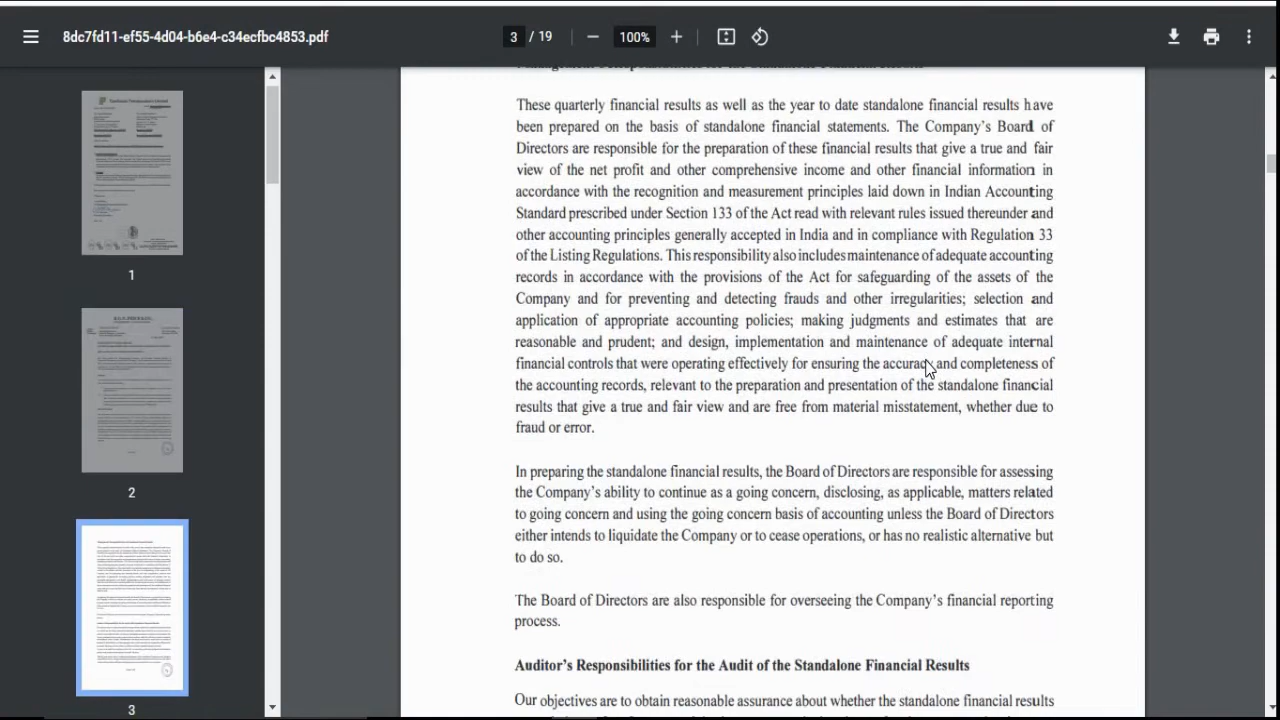 8dc7fd11-ef55-4d04-b6e4-c34ecfbc4853.pdf
3 / 19
100%
These quarterly financial results as well as the year to date standalone financial results have
been prepared on the basis of standalone financial statements. The Company's Board of
Directors are responsible for the preparation of these financial results that give a true and fair
view of the net profit and other comprehensive income and other financial information in
accordance with the recognition and measurement principles laid down in Indian Accounting
Standard prescribed under Section 133 of the Act read with relevant rules issued thereunder and
other accounting principles generally accepted in India and in compliance with Regulation 33
of the Listing Regulations. This responsibility also includes maintenance of adequate accounting
records in accordance with the provisions of the Act for safeguarding of the assets of the
Company and for preventing and detecting frauds and other irregularities; selection and
application of appropriate accounting policies; making judgments and estimates that are
reasonable and prudent; and design, implementation and maintenance of adequate internal
financial controls that were operating effectively for ensuring the accuracy and completeness of
the accounting records, relevant to the preparation and presentation of the standalone financial
results that give a true and fair view and are free from material misstatement, whether due to
fraud or error.
In preparing the standalone financial results, the Board of Directors are responsible for assessing
the Company's ability to continue as a going concern, disclosing, as applicable, matters related
to going concern and using the going concern basis of accounting unless the Board of Directors
either intends to liquidate the Company or to cease operations, or has no realistic alternative but
to do so.
The Board of Directors are also responsible for overseeing the Company's financial reporting
process.
Auditor's Responsibilities for the Audit of the Standalone Financial Results
Our objectives are to obtain reasonable assurance about whether the standalone financial results
1
2
3